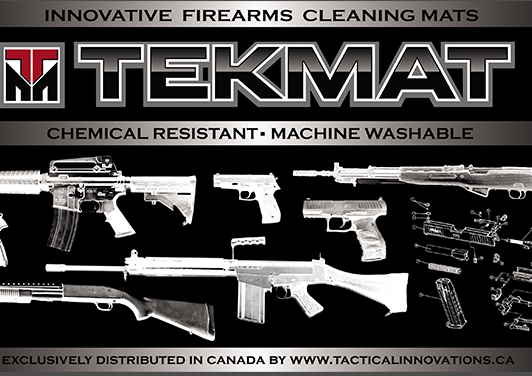 INNOVATIVE FIREARMS CLEANING MATS
TEKMAT
CHEMICAL RESISTANT • MACHINE WASHABLE
EXCLUSIVELY DISTRIBUTED IN CANADA BY WWW.TACTICALINNOVATIONS.CA